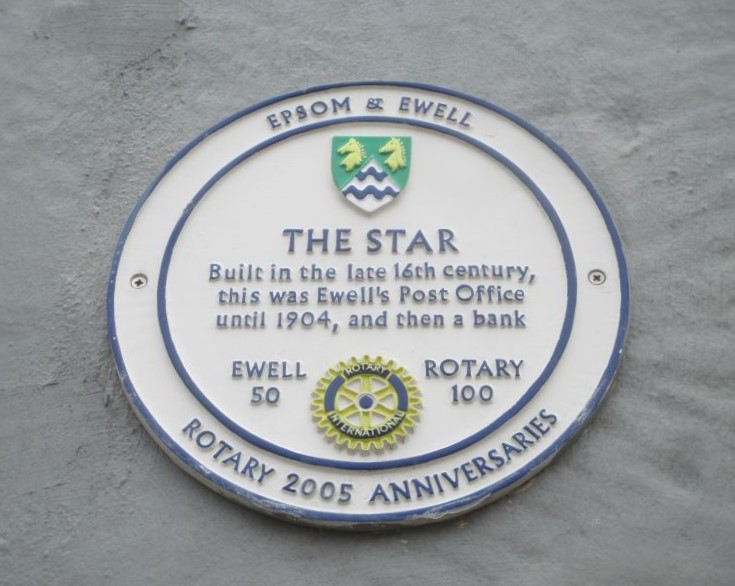 EPSOM & EWELL
THE STAR
Built in the late 16th century,
this was Ewell's Post Office
until 1904, and then a bank
EWELL
50
ROTARY
100
ROTARY
INTERNATIONAL
ROTARY 2005 ANNIVERSARIES